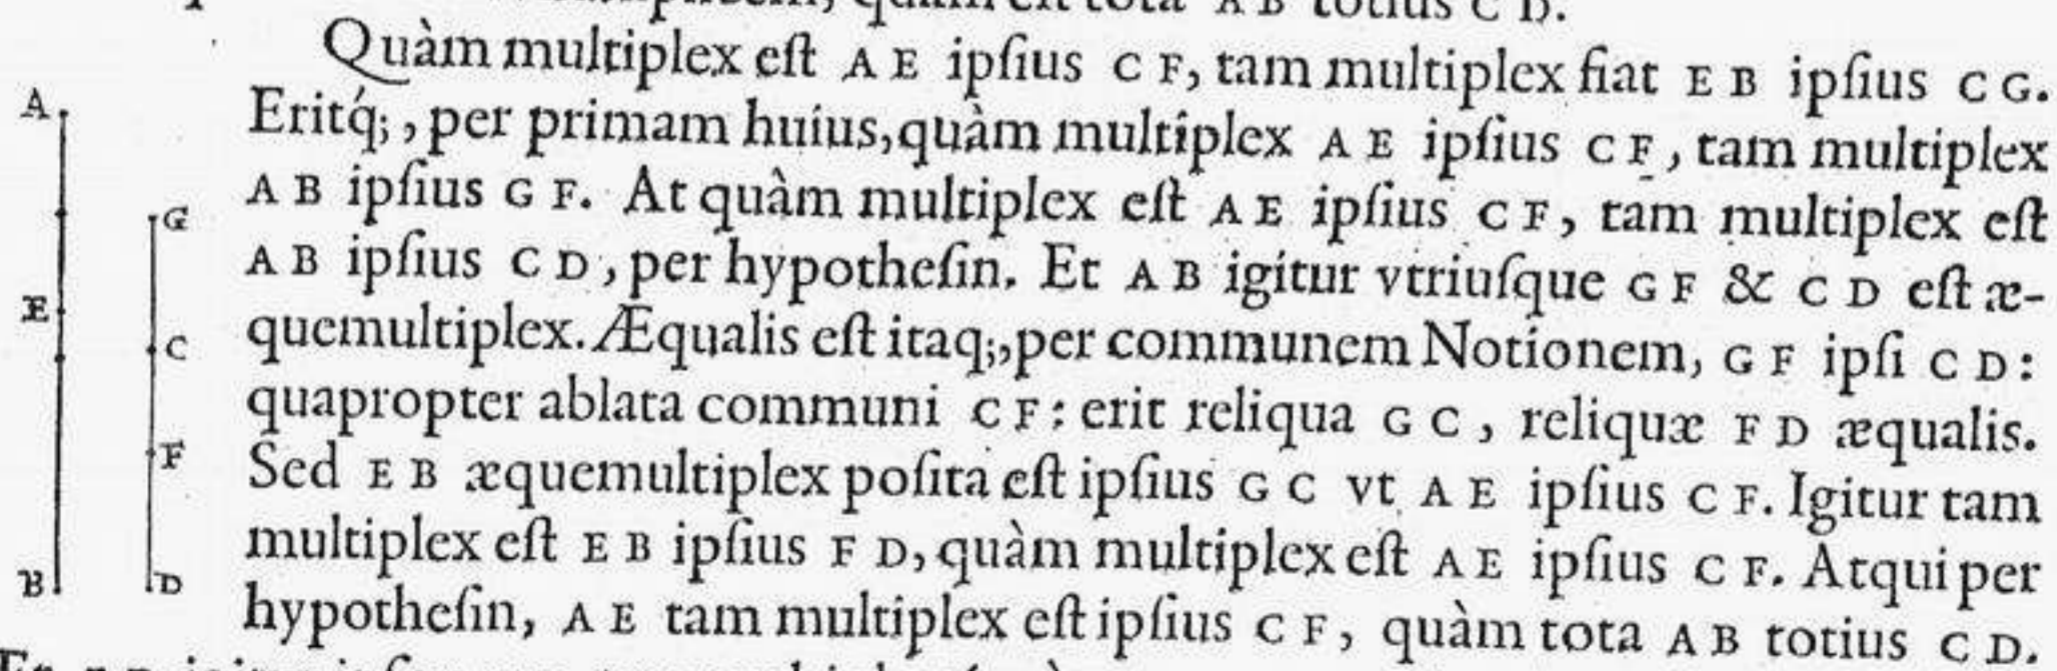 tota A B totius C D.
Quàm multiplex eſt A E ipſius C F, tam multiplex fiat E B ipſius C G.
A
Eritq́;, per primam huius, quàm multiplex A E ipſius C F, tam multiplex
A B ipſius G F. At quàm multiplex eſt A E ipſius C F, tam multiplex eſt
G
A B ipſius C D, per hypotheſin. Et A B igitur vtriuſque G F & C D eſt æ-
E
quemultiplex. Æqualis eſt itaq;, per communem Notionem, G F ipſi C D:
C
quapropter ablata communi C F: erit reliqua G C, reliquæ F D æqualis.
F
Sed E B æquemultiplex poſita eſt ipſius G C vt A E ipſius C F. Igitur tam
multiplex eſt E B ipſius F D, quàm multiplex eſt A E ipſius C F. Atqui per
B
D
hypotheſin, A E tam multiplex eſt ipſius C F, quàm tota A B totius C D.